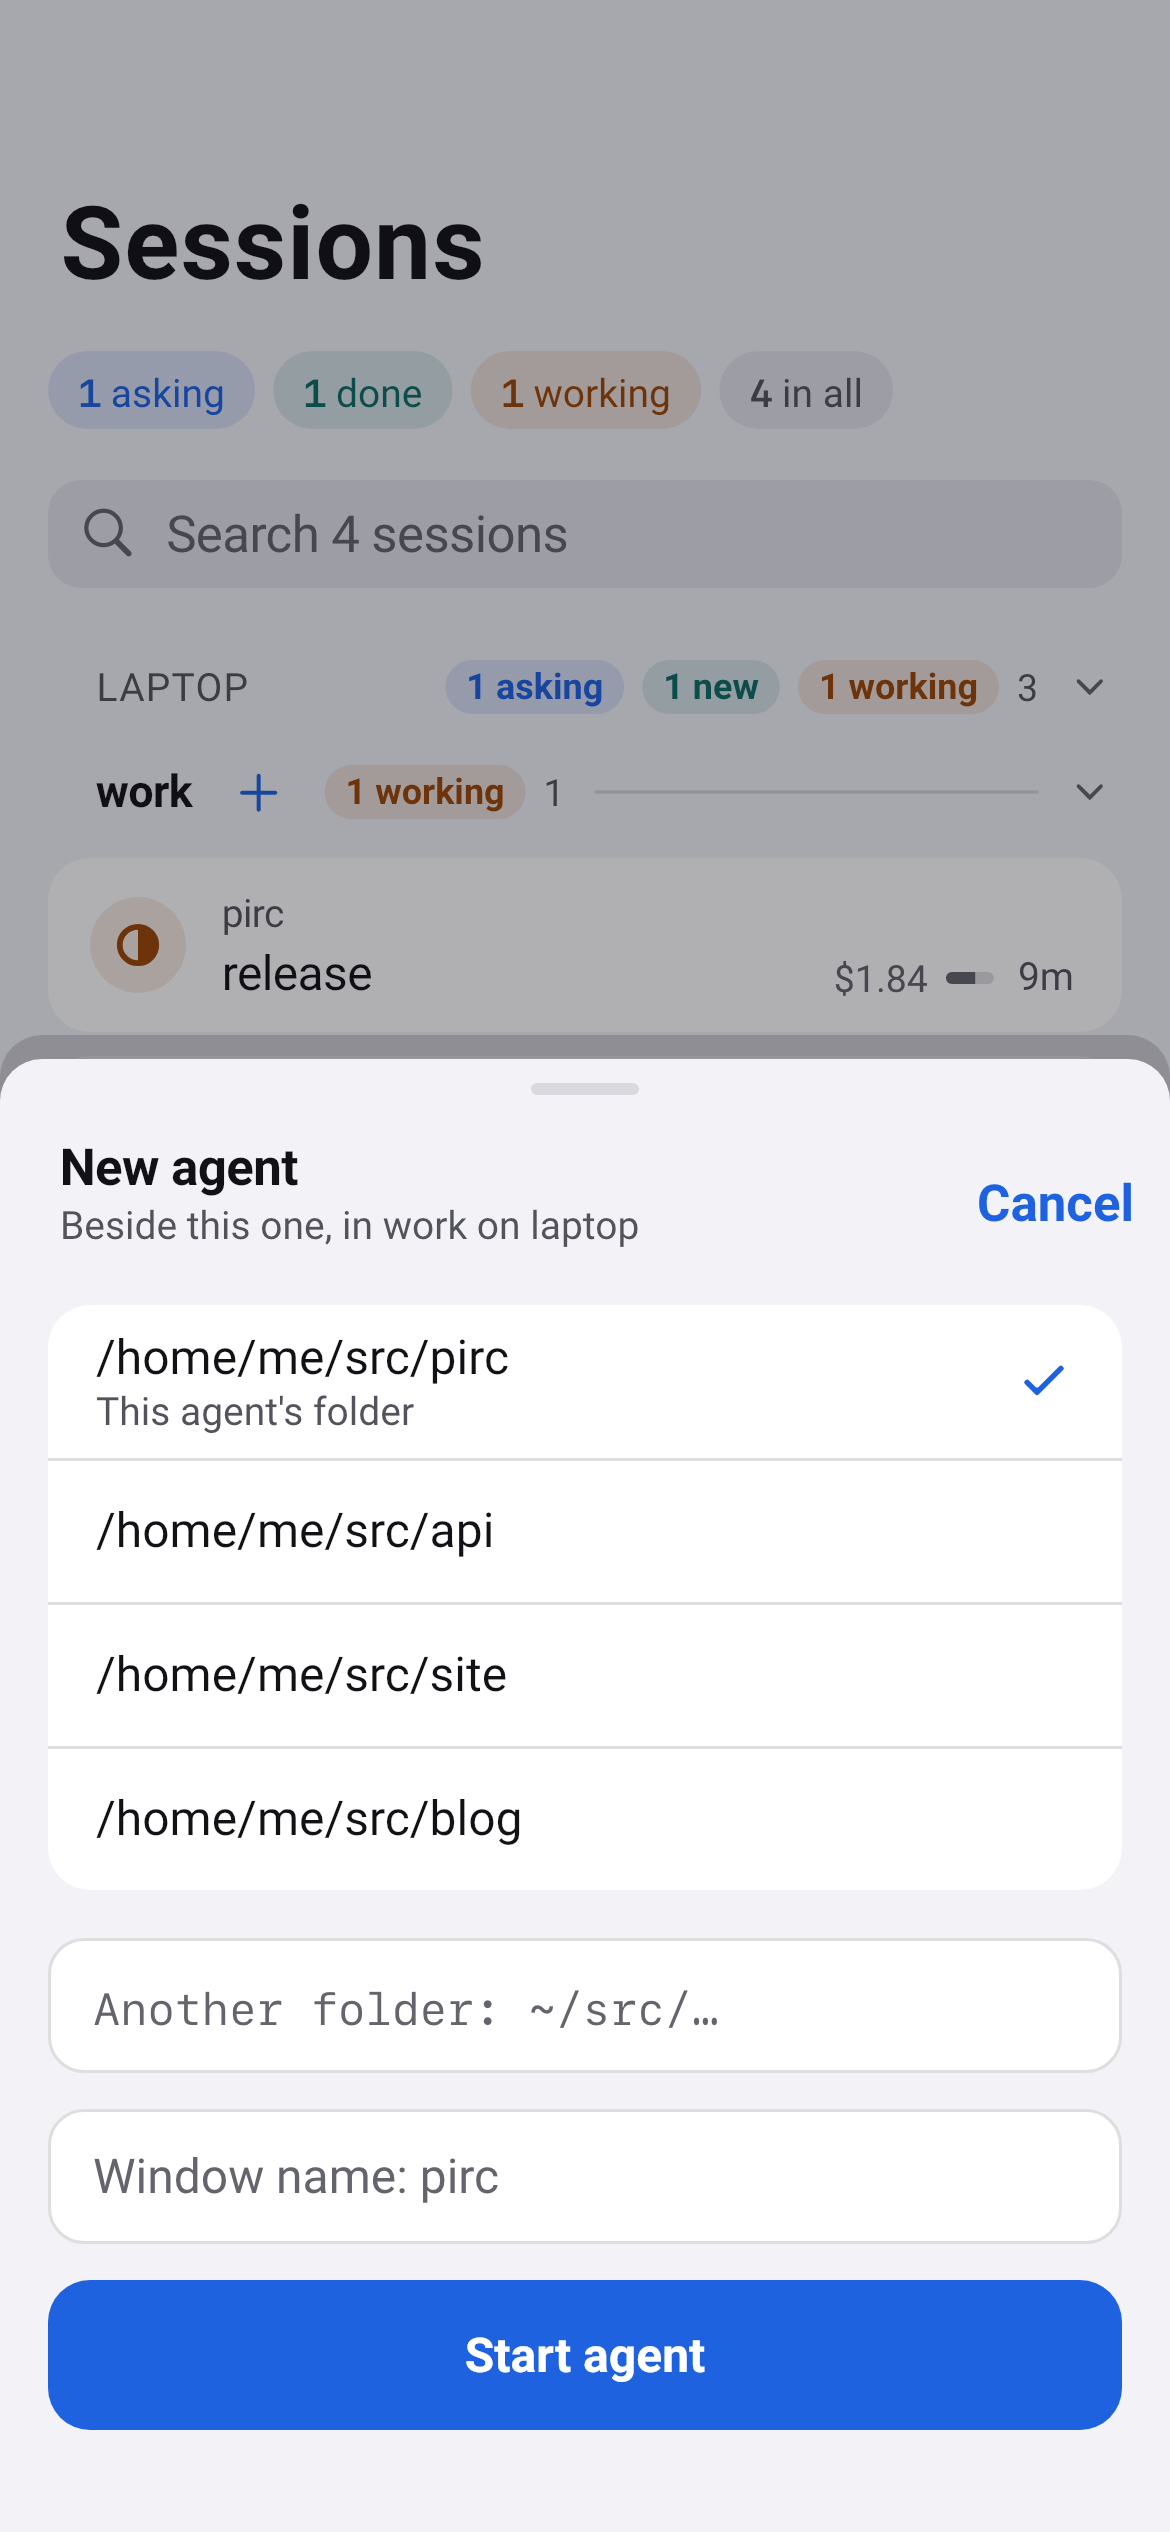 Sessions
1 asking 1 done 1 working 4 in all
Search 4 sessions
LAPTOP 1 asking 1 new 1 working 3
work 1 working 1
pirc
release $1.84 9m
New agent
Beside this one, in work on laptop
Cancel
/home/me/src/pirc
This agent's folder
/home/me/src/api
/home/me/src/site
/home/me/src/blog
Another folder: ~/src/…
Window name: pirc
Start agent